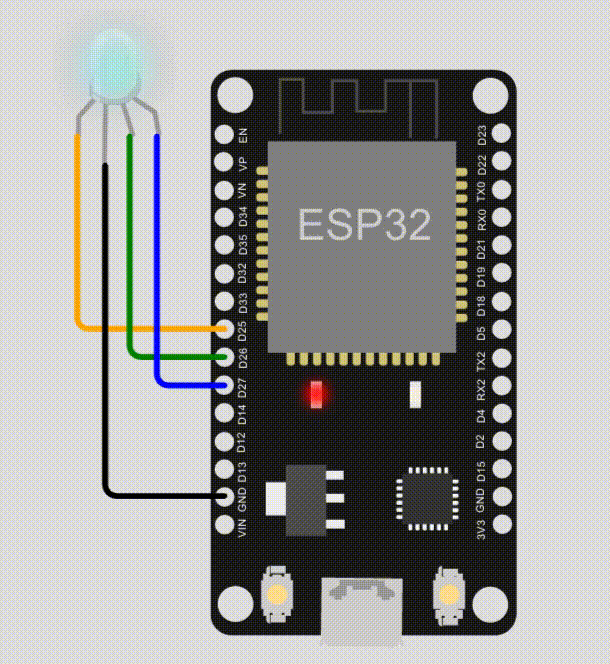 EN
VP
VN
D34
D35
D32
D33
D25
D26
D27
D14
D12
D13
GND
VIN
ESP32
D23
D22
TX0
RX0
D21
D19
D18
D5
TX2
RX2
D4
D2
D15
GND
3V3